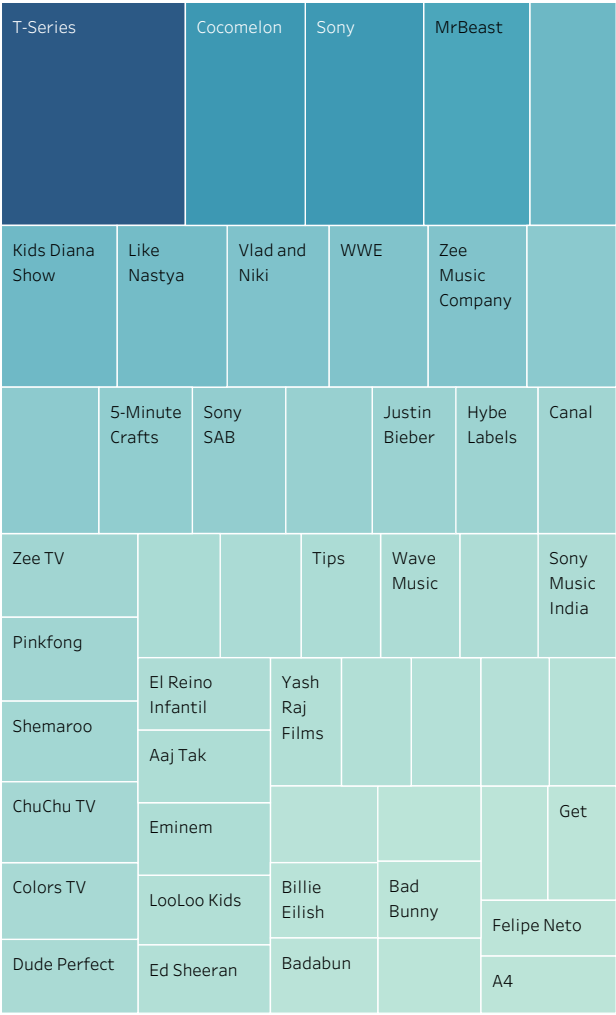 T-Series
Cocomelon
Sony
MrBeast
Kids Diana
Show
Like
Nastya
Vlad and
Niki
WWE
Zee
Music
Company
5-Minute
Crafts
Sony
SAB
Justin
Bieber
Hybe
Labels
Canal
Zee TV
Tips
Wave
Music
Sony
Music
India
Pinkfong
El Reino
Infantil
Yash
Raj
Films
Shemaroo
Aaj Tak
ChuChu TV
Eminem
Get
Colors TV
LooLoo Kids
Billie
Eilish
Bad
Bunny
Felipe Neto
Dude Perfect
Ed Sheeran
Badabun
A4